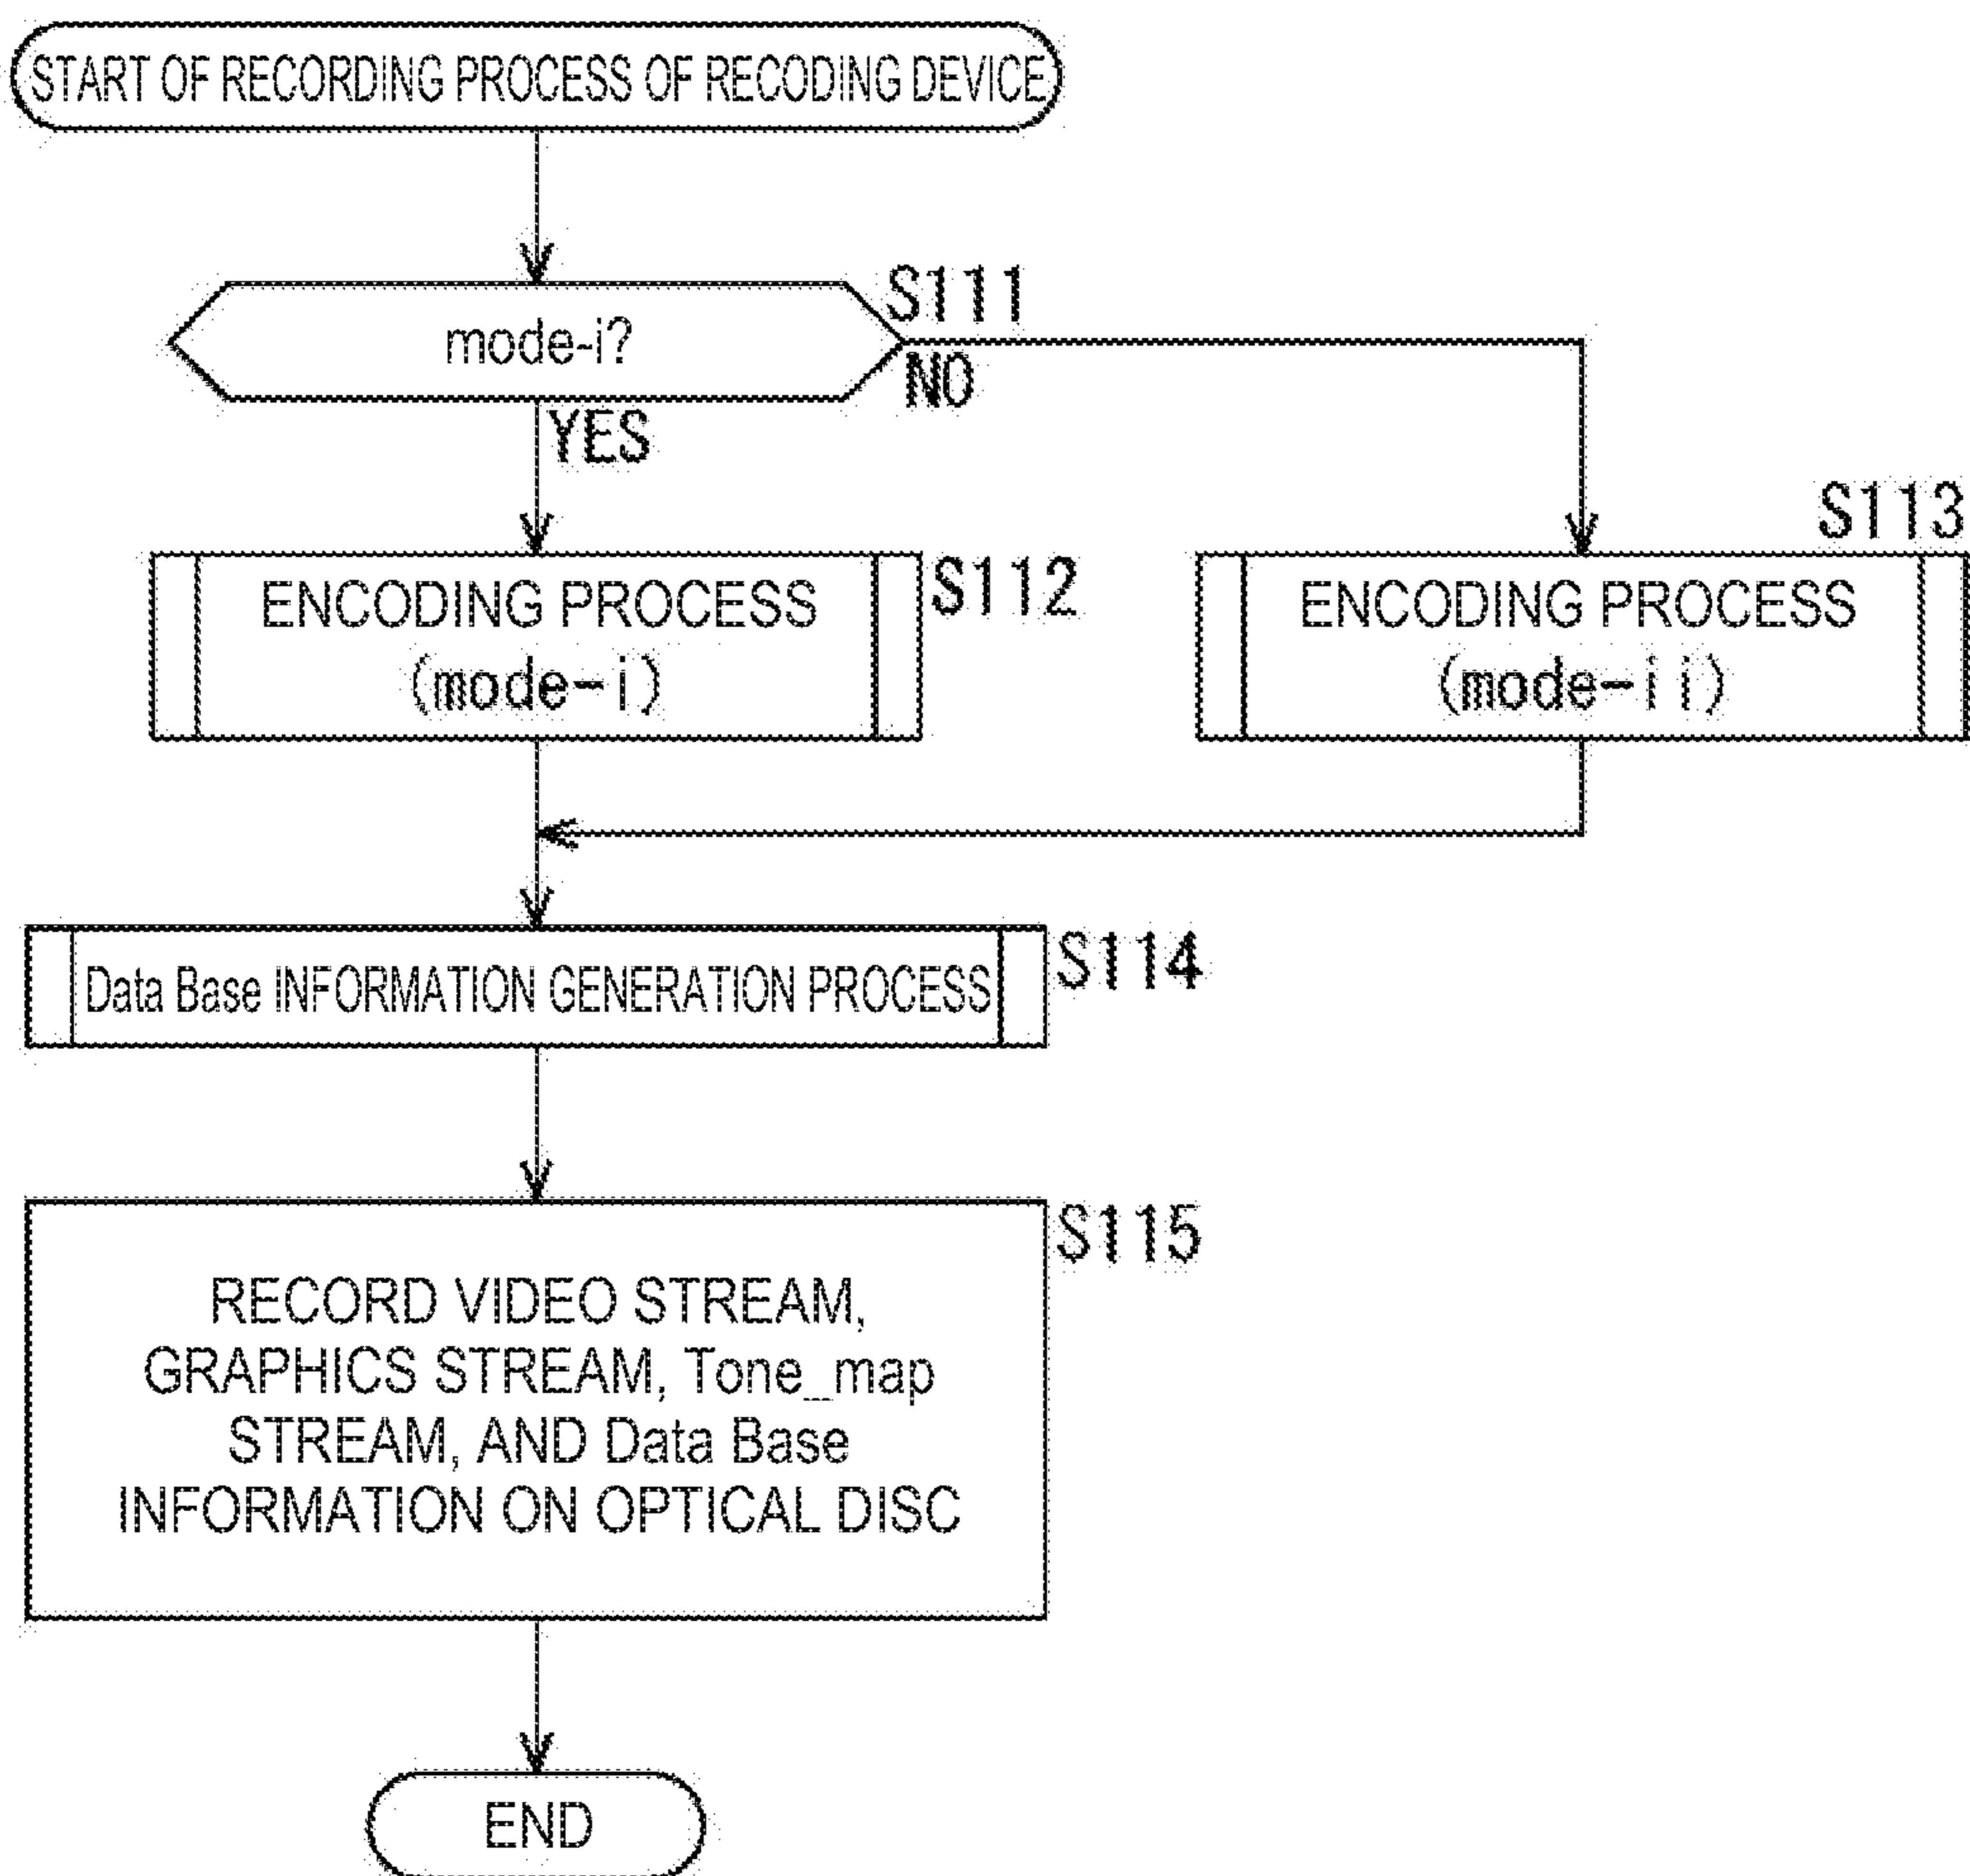 START OF RECORDING PROCESS OF RECODING DEVICE
S111
mode-i?
NO
YES
S113
S112
ENCODING PROCESS
(mode-i)
ENCODING PROCESS
(mode-ii)
S114
Data Base INFORMATION GENERATION PROCESS
S115
RECORD VIDEO STREAM,
GRAPHICS STREAM, Tone_map
STREAM, AND Data Base
INFORMATION ON OPTICAL DISC
END